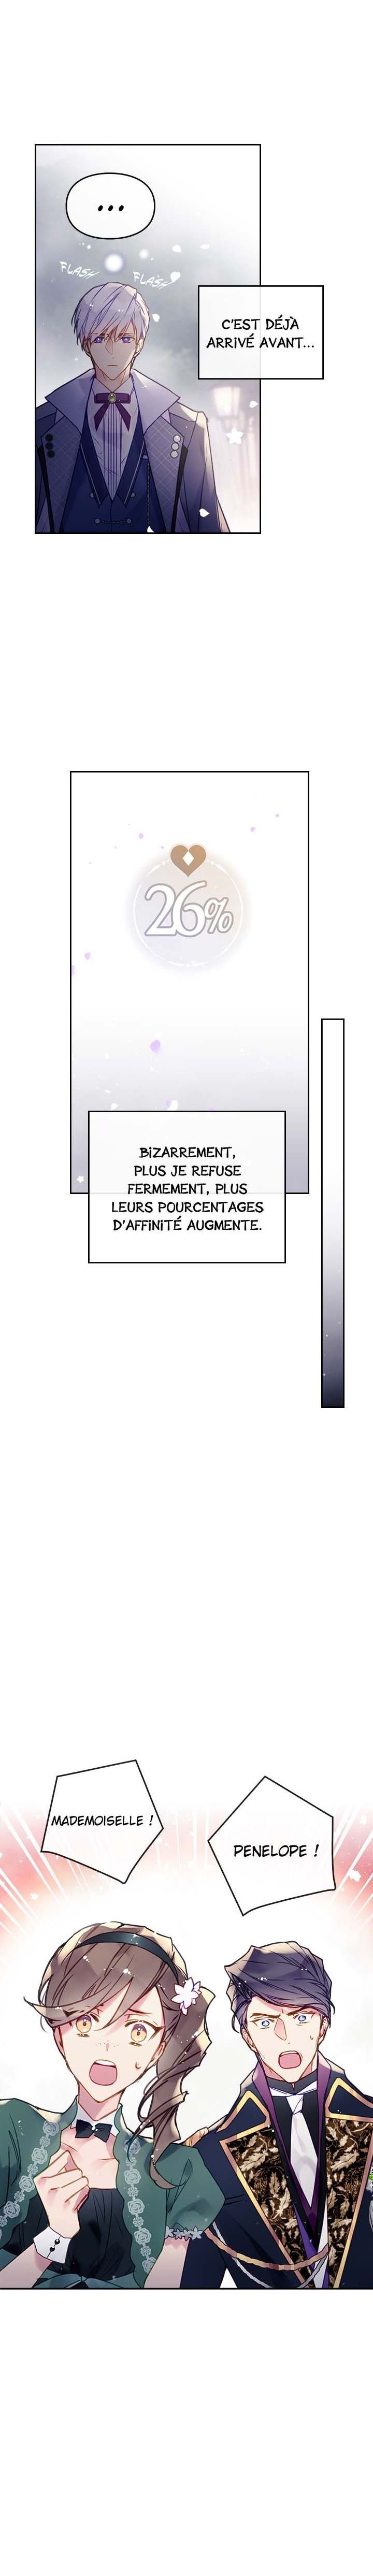 ...
FLASH
FLASH
C'EST DÉJÀ
ARRIVÉ AVANT...
26%
BIZARREMENT,
PLUS JE REFUSE
FERMEMENT, PLUS
LEURS POURCENTAGES
D'AFFINITÉ AUGMENTE.
MADEMOISELLE !
PENELOPE !